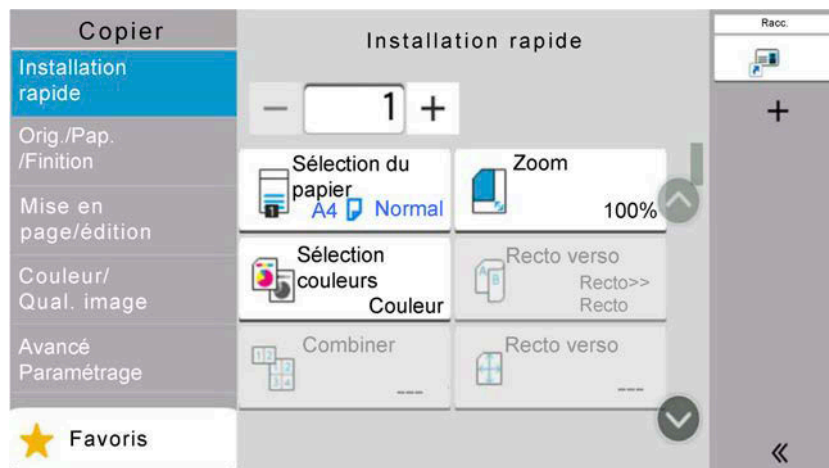 Copier
Installation
rapide
Orig./Pap.
/Finition
Mise en
page/édition
Couleur/
Qual. image
Avancé
Paramétrage
Favoris
Installation rapide
1
Sélection du
papier
A4 Normal
Zoom
100%
Sélection
couleurs
Couleur
Recto verso
Recto>>
Recto
Combiner
---
Recto verso
---
Racc.